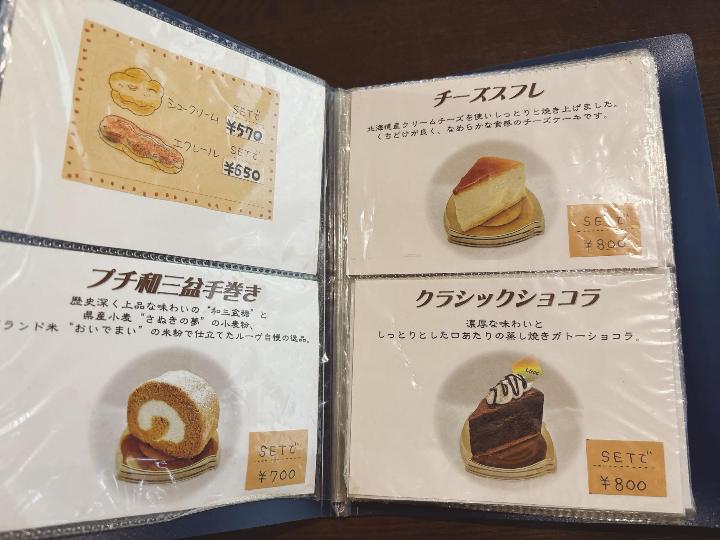 シュークリーム SETで
¥570
エクレール SETで
¥650
プチ和三盆手巻き
歴史深く上品な味わいの“和三盆糖”と
県産小麦“さぬきの夢”の小麦粉、
ランド米“おいでまい”の米粉で仕立てたルーヴ自慢の逸品。
SETで
¥700
チーズスフレ
北海道産クリームチーズを使いしっとりと焼き上げました。
くちどけが良く、なめらかな食感のチーズケーキです。
SETで
¥800
クラシックショコラ
濃厚な味わいと
しっとりとした口あたりの蒸し焼きガトーショコラ。
SETで
¥800